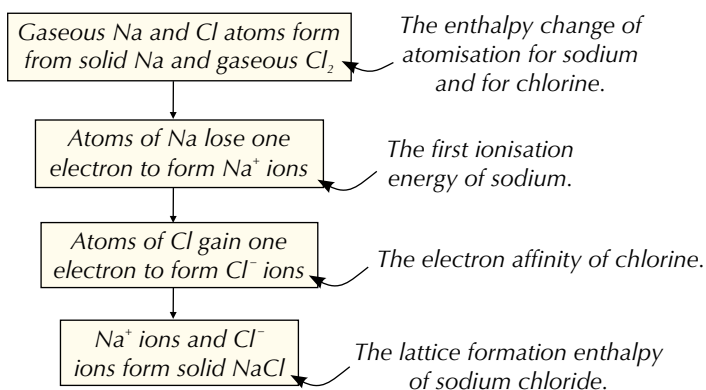 Gaseous Na and Cl atoms form
from solid Na and gaseous Cl₂
The enthalpy change of
atomisation for sodium
and for chlorine.
Atoms of Na lose one
electron to form Na⁺ ions
The first ionisation
energy of sodium.
Atoms of Cl gain one
electron to form Cl⁻ ions
The electron affinity of chlorine.
Na⁺ ions and Cl⁻
ions form solid NaCl
The lattice formation enthalpy
of sodium chloride.